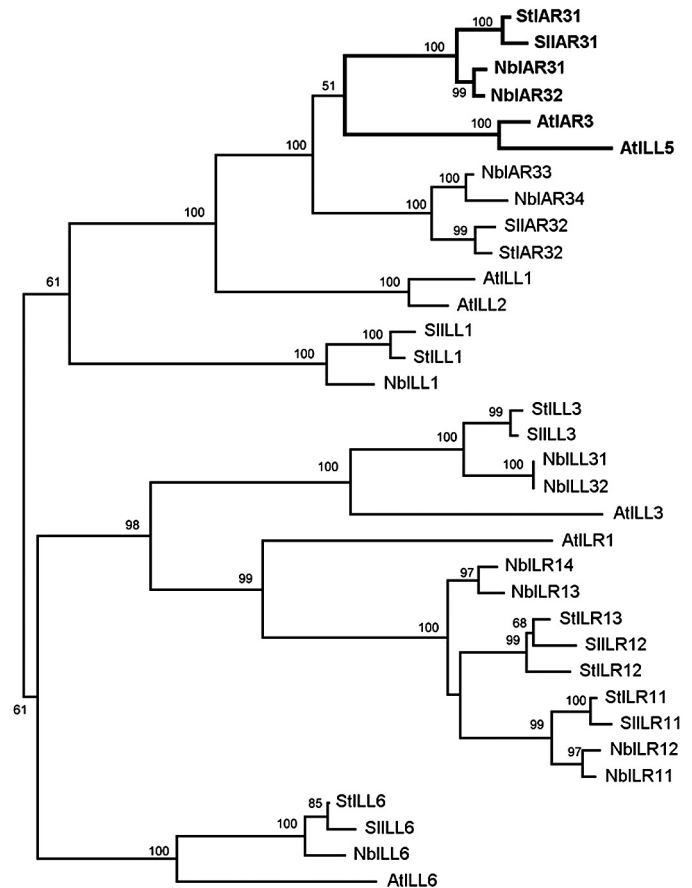 StIAR31
100
SlIAR31
100
NbIAR31
51
99
NbIAR32
100
AtIAR3
100
AtILL5
NbIAR33
100
NbIAR34
100
100
SlIAR32
99
StIAR32
61
100
AtILL1
AtILL2
SlILL1
100
StILL1
100
NbILL1
StILL3
99
SlILL3
100
NbILL31
100
100
NbILL32
AtILL3
98
AtILR1
NbILR14
97
99
NbILR13
StILR13
68
100
99
SlILR12
StILR12
StILR11
100
61
SlILR11
99
NbILR12
97
NbILR11
StILL6
85
SlILL6
100
NbILL6
100
AtILL6